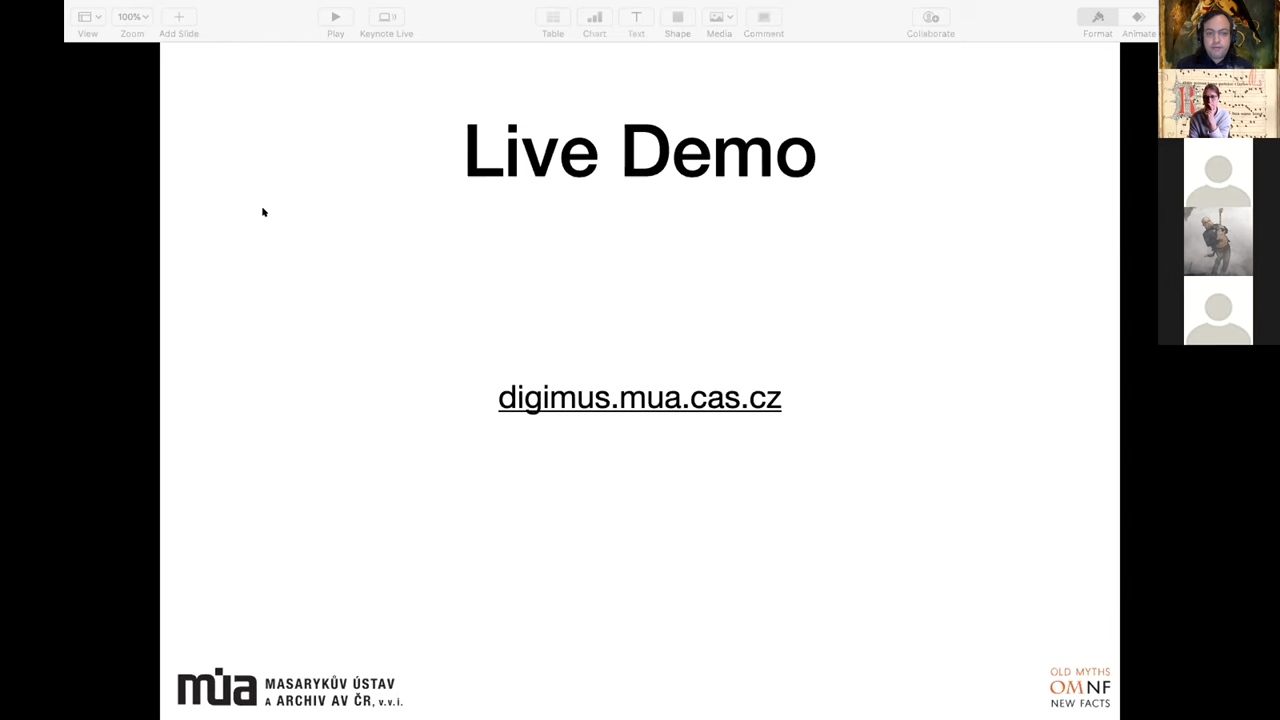 View
100%
Zoom
Add Slide
Play
Keynote Live
Table
Chart
Text
Shape
Media
Comment
Collaborate
Format
Animate
Live Demo
digimus.mua.cas.cz
mua
MASARYKŮV ÚSTAV
A ARCHIV AV ČR, v.v.i.
OLD MYTHS
OMNF
NEW FACTS